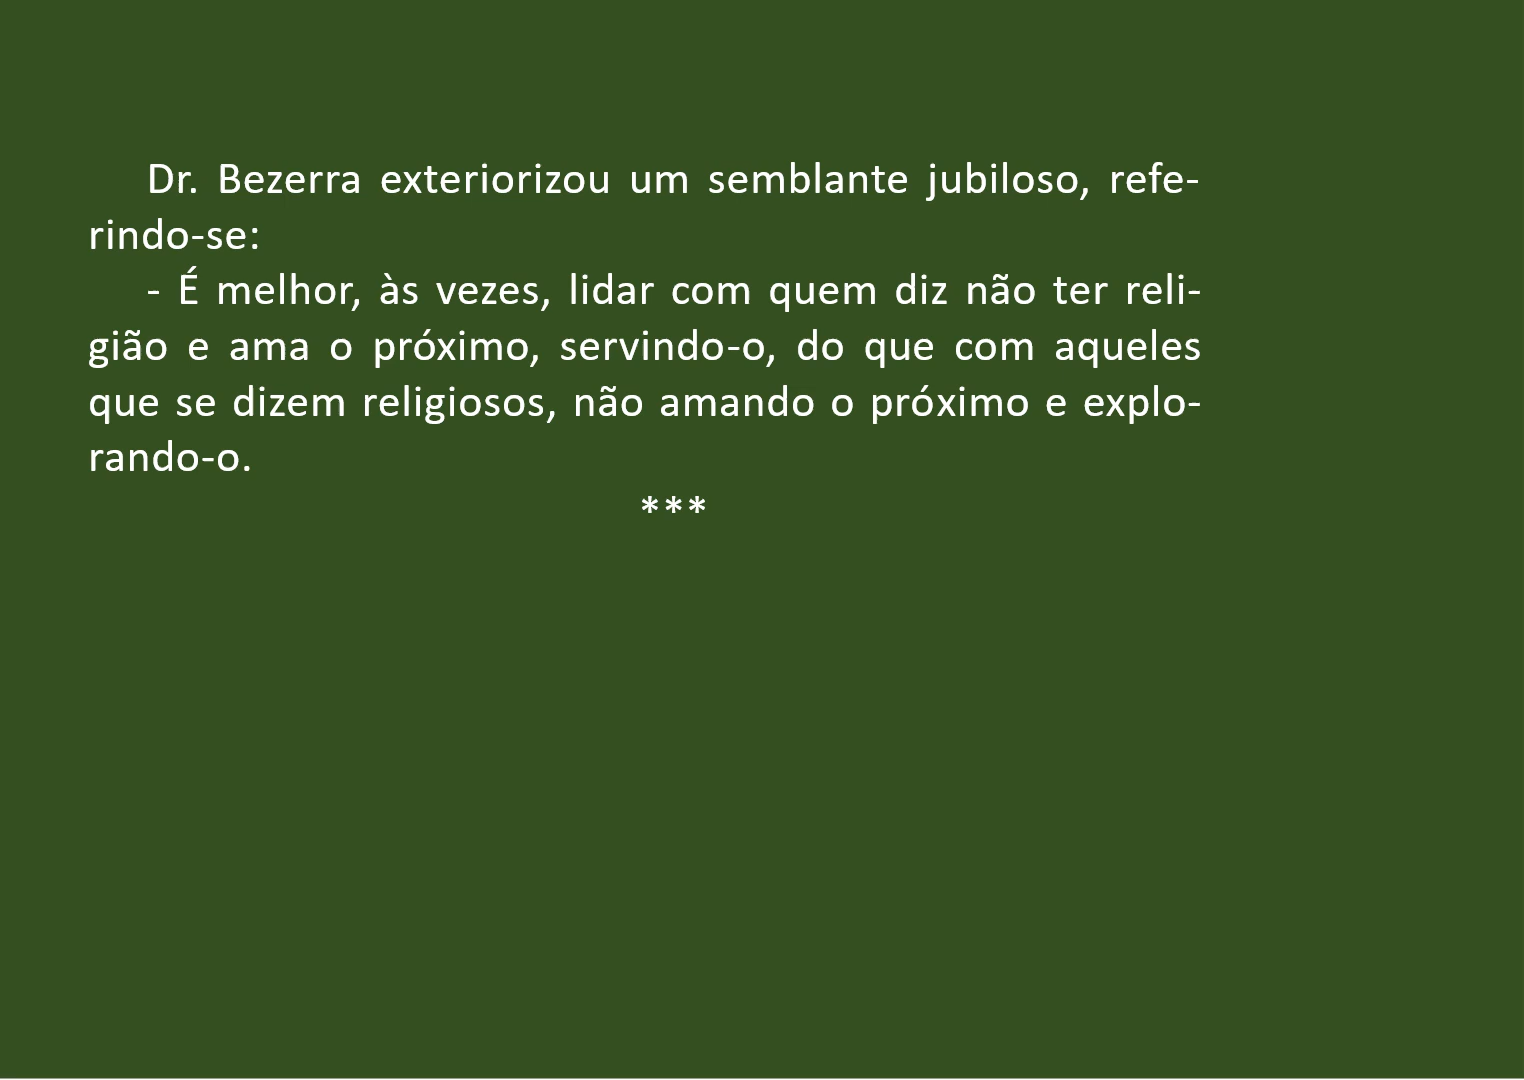 Dr. Bezerra exteriorizou um semblante jubiloso, refe-
rindo-se:
- É melhor, às vezes, lidar com quem diz não ter reli-
gião e ama o próximo, servindo-o, do que com aqueles
que se dizem religiosos, não amando o próximo e explo-
rando-o.
***